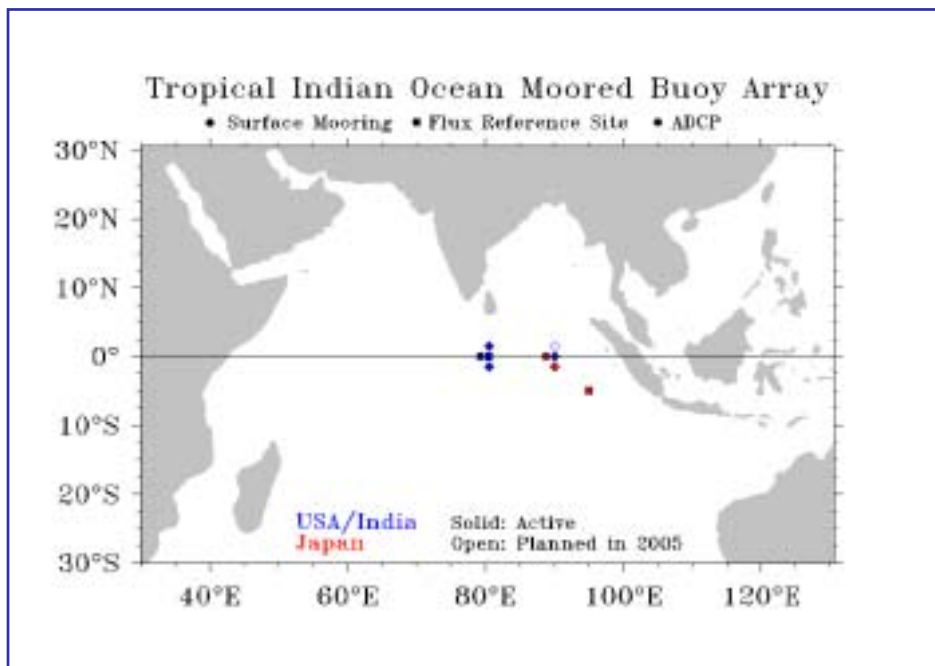 Tropical Indian Ocean Moored Buoy Array
Surface Mooring Flux Reference Site ADCP
30°N
20°N
10°N
0°
10°S
20°S
30°S
USA/India Solid: Active
Japan Open: Planned in 2005
40°E 60°E 80°E 100°E 120°E